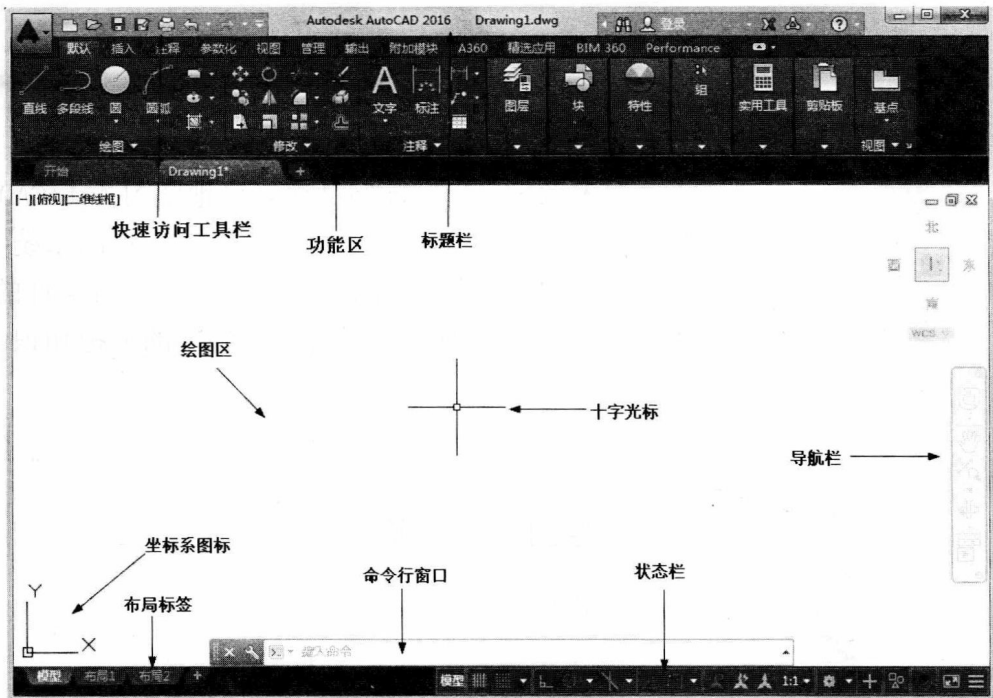 Autodesk AutoCAD 2016 Drawing1.dwg 登录
默认 插入 注释 参数化 视图 管理 输出 附加模块 A360 精选应用 BIM 360 Performance
直线 多段线 圆 圆弧 文字 标注 图层 块 特性 组 实用工具 剪贴板 基点
绘图 修改 注释 视图
开始 Drawing1* +
[-][俯视][二维线框]
快速访问工具栏 功能区 标题栏
北
西 东
南
WCS
绘图区
十字光标
导航栏
坐标系图标
命令行窗口
状态栏
布局标签
Y
X
键入命令
模型 布局1 布局2 +
模型 1:1